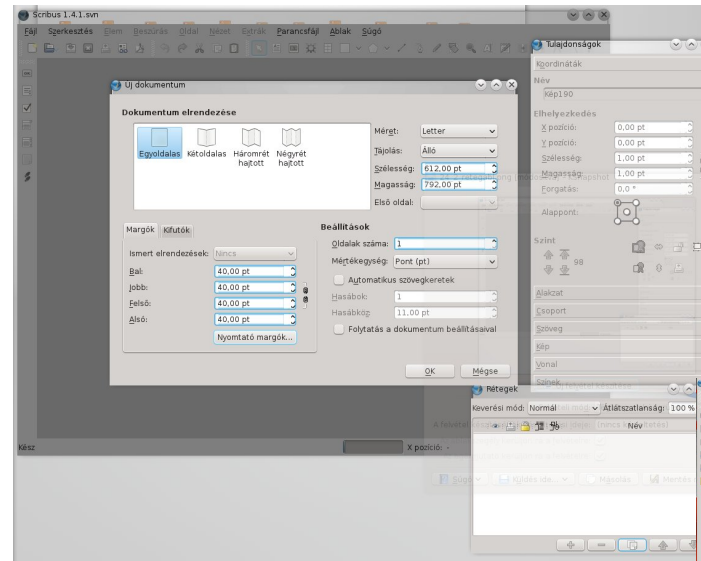 Scribus 1.4.1.svn
Fájl Szerkesztés Elem Beszúrás Oldal Nézet Extrák Parancsfájl Ablak Súgó
Új dokumentum
Dokumentum elrendezése
Egyoldalas Kétoldalas Háromrét hajtott Négyrét hajtott
Méret: Letter
Tájolás: Álló
Szélesség: 612,00 pt
Magasság: 792,00 pt
Első oldal:
Margók Kifutók
Ismert elrendezések: Nincs
Bal: 40,00 pt
Jobb: 40,00 pt
Felső: 40,00 pt
Alsó: 40,00 pt
Nyomtató margók...
Beállítások
Oldalak száma: 1
Mértékegység: Pont (pt)
Automatikus szövegkeretek
Hasábok: 1
Hasábköz: 11,00 pt
Folytatás a dokumentum beállításaival
OK Mégse
Tulajdonságok
Koordináták
Név
Kép190
Elhelyezkedés
X pozíció: 0,00 pt
Y pozíció: 0,00 pt
Szélesség: 1,00 pt
Magasság: 1,00 pt
Forgatás: 0,0 °
Alappont:
Szint
98
Alakzat
Csoport
Szöveg
Kép
Vonal
Színek
Rétegek
Keverési mód: Normál Átlátszatlanság: 100 %
Név
Súgó
Másolás
Kész
X pozíció: -